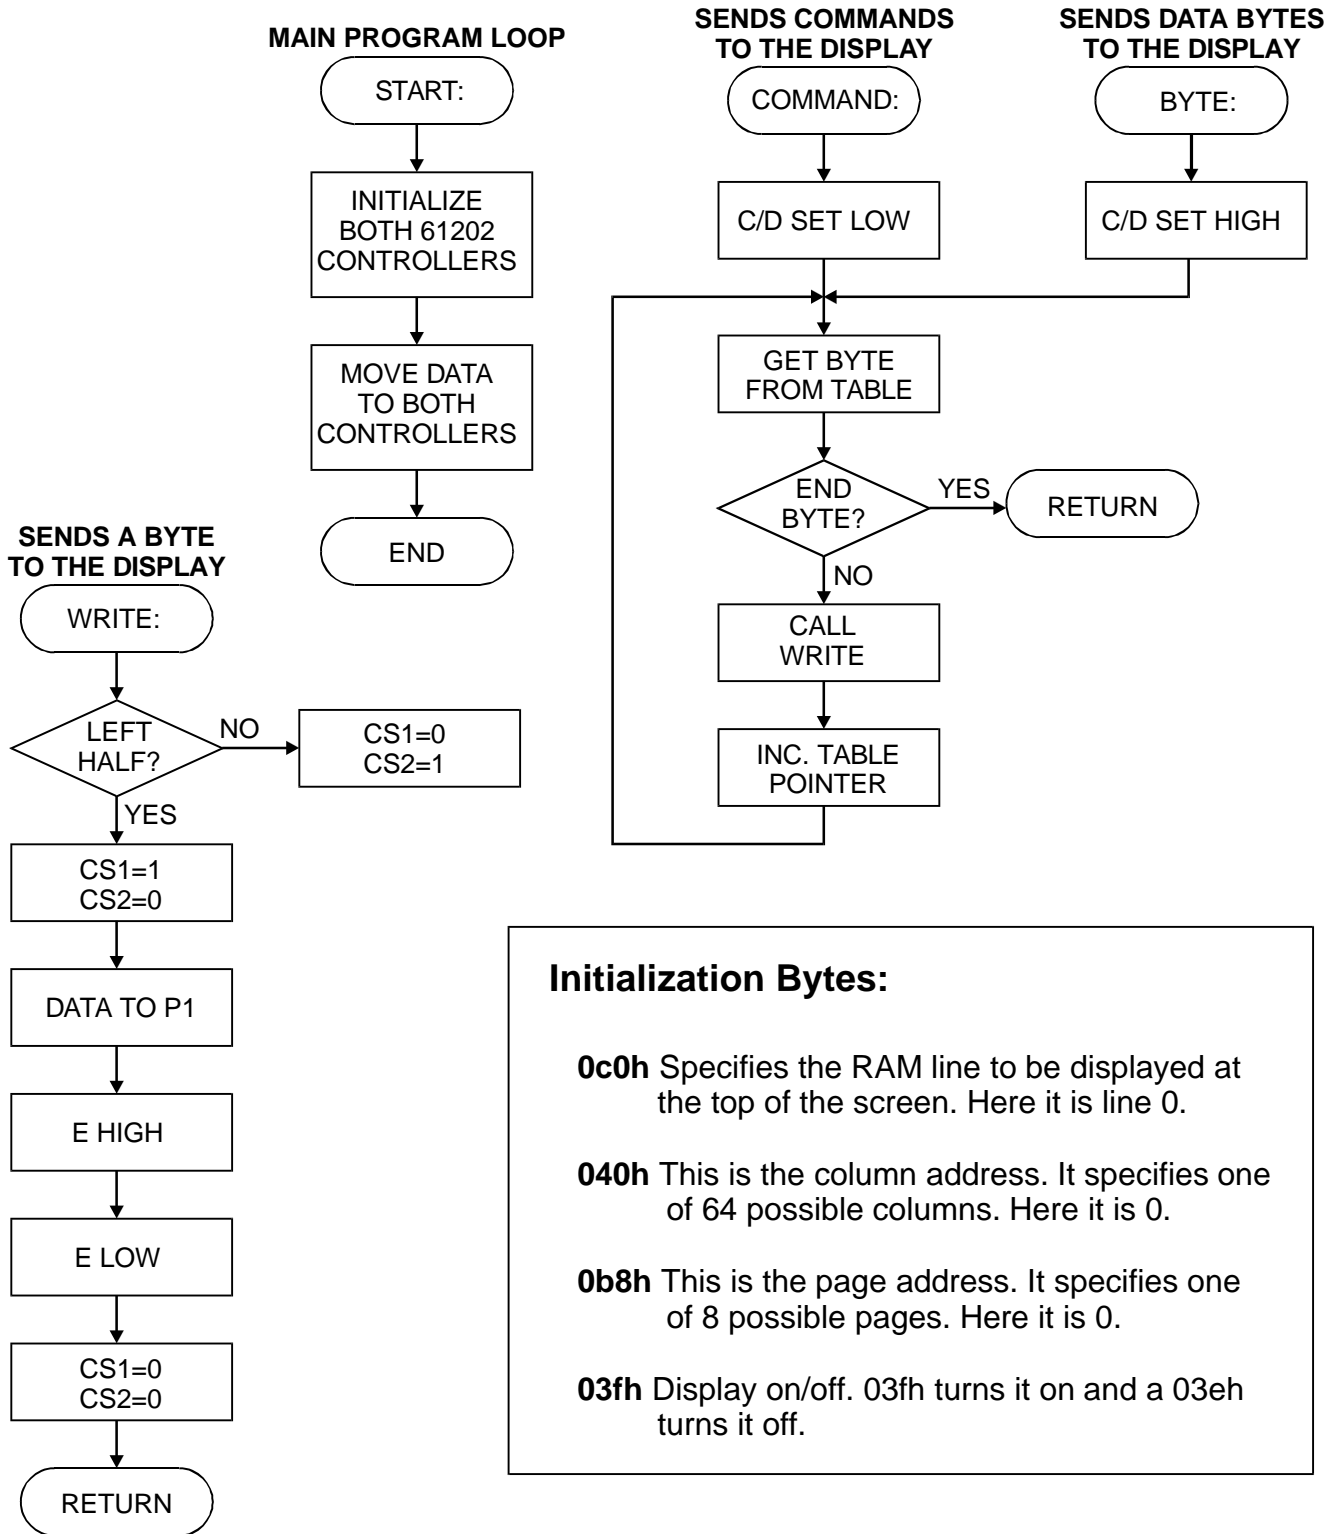 MAIN PROGRAM LOOP
START:
INITIALIZE
BOTH 61202
CONTROLLERS
MOVE DATA
TO BOTH
CONTROLLERS
END
SENDS COMMANDS
TO THE DISPLAY
COMMAND:
C/D SET LOW
GET BYTE
FROM TABLE
END
BYTE?
YES
RETURN
NO
CALL
WRITE
INC. TABLE
POINTER
SENDS DATA BYTES
TO THE DISPLAY
BYTE:
C/D SET HIGH
SENDS A BYTE
TO THE DISPLAY
WRITE:
LEFT
HALF?
NO
CS1=0
CS2=1
YES
CS1=1
CS2=0
DATA TO P1
E HIGH
E LOW
CS1=0
CS2=0
RETURN
Initialization Bytes:
0c0h Specifies the RAM line to be displayed at
the top of the screen. Here it is line 0.
040h This is the column address. It specifies one
of 64 possible columns. Here it is 0.
0b8h This is the page address. It specifies one
of 8 possible pages. Here it is 0.
03fh Display on/off. 03fh turns it on and a 03eh
turns it off.